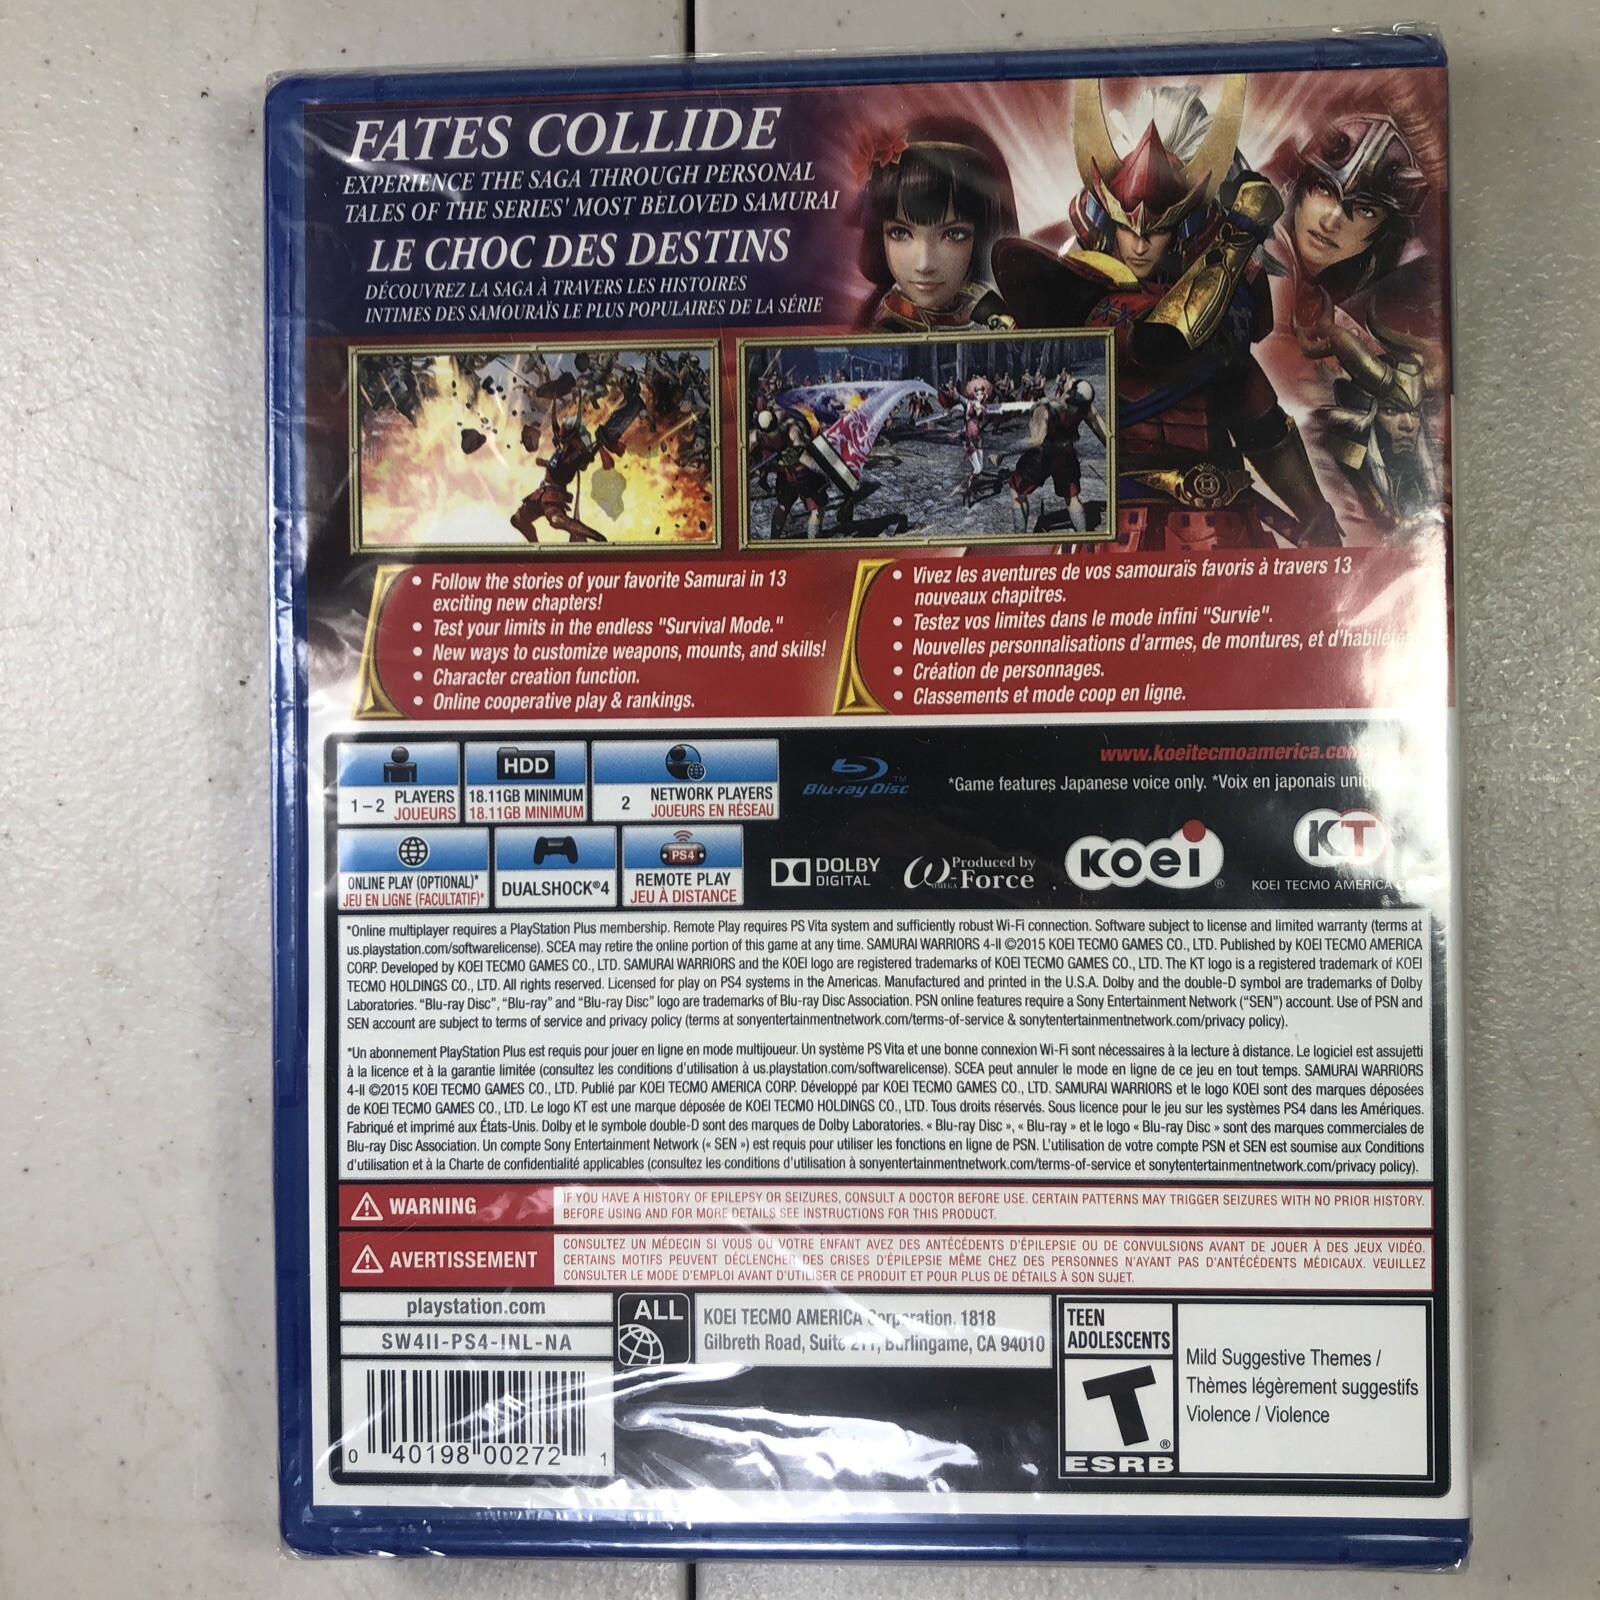 FATES COLLIDE
EXPERIENCE THE SAGA THROUGH PERSONAL
TALES OF THE SERIES' MOST BELOVED SAMURAI
LE CHOC DES DESTINS
DÉCOUVREZ LA SAGA À TRAVERS LES HISTOIRES
INTIMES DES SAMOURAÏS LE PLUS POPULAIRES DE LA SÉRIE
• Follow the stories of your favorite Samurai in 13
exciting new chapters!
• Test your limits in the endless "Survival Mode."
• New ways to customize weapons, mounts, and skills!
• Character creation function.
• Online cooperative play & rankings.
• Vivez les aventures de vos samouraïs favoris à travers 13
nouveaux chapitres.
• Testez vos limites dans le mode infini "Survie".
• Nouvelles personnalisations d'armes, de montures, et
• Création de personnages.
• Classements et mode coop en ligne.
1-2 PLAYERS
JOUEURS
HDD
18.11GB MINIMUM
18.11GB MINIMUM
2 NETWORK PLAYERS
JOUEURS EN RÉSEAU
Blu-ray Disc™
www.koeitecmoamerica.com
*Game features Japanese voice only. *Voix en japonais
ONLINE PLAY (OPTIONAL)*
JEU EN LIGNE (FACULTATIF)*
DUALSHOCK®4
PS4
REMOTE PLAY
JEU À DISTANCE
DOLBY
DIGITAL
Produced by
ω-Force
OMEGA
KOEI®
KT
KOEI TECMO AMERICA
*Online multiplayer requires a PlayStation Plus membership. Remote Play requires PS Vita system and sufficiently robust Wi-Fi connection. Software subject to license and limited warranty (terms at
us.playstation.com/softwarelicense). SCEA may retire the online portion of this game at any time. SAMURAI WARRIORS 4-II ©2015 KOEI TECMO GAMES CO., LTD. Published by KOEI TECMO AMERICA
CORP. Developed by KOEI TECMO GAMES CO., LTD. SAMURAI WARRIORS and the KOEI logo are registered trademarks of KOEI TECMO GAMES CO., LTD. The KT logo is a registered trademark of KOEI
TECMO HOLDINGS CO., LTD. All rights reserved. Licensed for play on PS4 systems in the Americas. Manufactured and printed in the U.S.A. Dolby and the double-D symbol are trademarks of Dolby
Laboratories. "Blu-ray Disc", "Blu-ray" and "Blu-ray Disc" logo are trademarks of Blu-ray Disc Association. PSN online features require a Sony Entertainment Network ("SEN") account. Use of PSN and
SEN account are subject to terms of service and privacy policy (terms at sonyentertainmentnetwork.com/terms-of-service & sonytentertainmentnetwork.com/privacy policy).
*Un abonnement PlayStation Plus est requis pour jouer en ligne en mode multijoueur. Un système PS Vita et une bonne connexion Wi-Fi sont nécessaires à la lecture à distance. Le logiciel est assujetti
à la licence et à la garantie limitée (consultez les conditions d'utilisation à us.playstation.com/softwarelicense). SCEA peut annuler le mode en ligne de ce jeu en tout temps. SAMURAI WARRIORS
4-II ©2015 KOEI TECMO GAMES CO., LTD. Publié par KOEI TECMO AMERICA CORP. Développé par KOEI TECMO GAMES CO., LTD. SAMURAI WARRIORS et le logo KOEI sont des marques déposées
de KOEI TECMO GAMES CO., LTD. Le logo KT est une marque déposée de KOEI TECMO HOLDINGS CO., LTD. Tous droits réservés. Sous licence pour le jeu sur les systèmes PS4 dans les Amériques.
Fabriqué et imprimé aux États-Unis. Dolby et le symbole double-D sont des marques de Dolby Laboratories. « Blu-ray Disc », « Blu-ray » et le logo « Blu-ray Disc » sont des marques commerciales de
Blu-ray Disc Association. Un compte Sony Entertainment Network (« SEN ») est requis pour utiliser les fonctions en ligne de PSN. L'utilisation de votre compte PSN et SEN est soumise aux Conditions
d'utilisation et à la Charte de confidentialité applicables (consultez les conditions d'utilisation à sonyentertainmentnetwork.com/terms-of-service et sonytentertainmentnetwork.com/privacy policy).
WARNING
IF YOU HAVE A HISTORY OF EPILEPSY OR SEIZURES, CONSULT A DOCTOR BEFORE USE. CERTAIN PATTERNS MAY TRIGGER SEIZURES WITH NO PRIOR HISTORY.
BEFORE USING AND FOR MORE DETAILS SEE INSTRUCTIONS FOR THIS PRODUCT.
AVERTISSEMENT
CONSULTEZ UN MÉDECIN SI VOUS OU VOTRE ENFANT AVEZ DES ANTÉCÉDENTS D'ÉPILEPSIE OU DE CONVULSIONS AVANT DE JOUER À DES JEUX VIDÉO.
CERTAINS MOTIFS PEUVENT DÉCLENCHER DES CRISES D'ÉPILEPSIE MÊME CHEZ DES PERSONNES N'AYANT PAS D'ANTÉCÉDENTS MÉDICAUX. VEUILLEZ
CONSULTER LE MODE D'EMPLOI AVANT D'UTILISER CE PRODUIT ET POUR PLUS DE DÉTAILS À SON SUJET.
playstation.com
SW4II-PS4-INL-NA
0 40198 00272 1
ALL
KOEI TECMO AMERICA Corporation, 1818
Gilbreth Road, Suite 211, Burlingame, CA 94010
TEEN
ADOLESCENTS
T®
ESRB
Mild Suggestive Themes /
Thèmes légèrement suggestifs
Violence / Violence